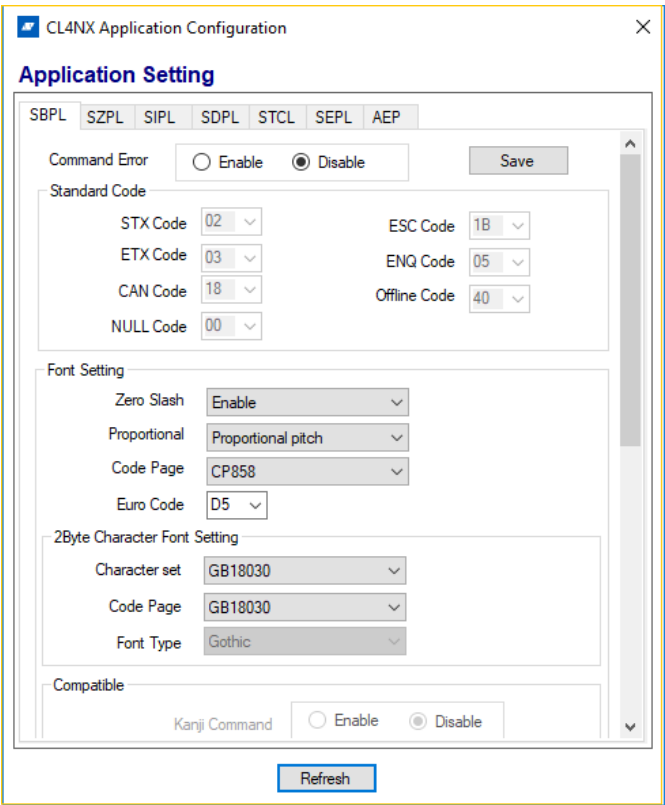 CL4NX Application Configuration
Application Setting
SBPL SZPL SIPL SDPL STCL SEPL AEP
Command Error Enable Disable Save
Standard Code
STX Code 02 ESC Code 1B
ETX Code 03 ENQ Code 05
CAN Code 18 Offline Code 40
NULL Code 00
Font Setting
Zero Slash Enable
Proportional Proportional pitch
Code Page CP858
Euro Code D5
2Byte Character Font Setting
Character set GB18030
Code Page GB18030
Font Type Gothic
Compatible
Kanji Command Enable Disable
Refresh